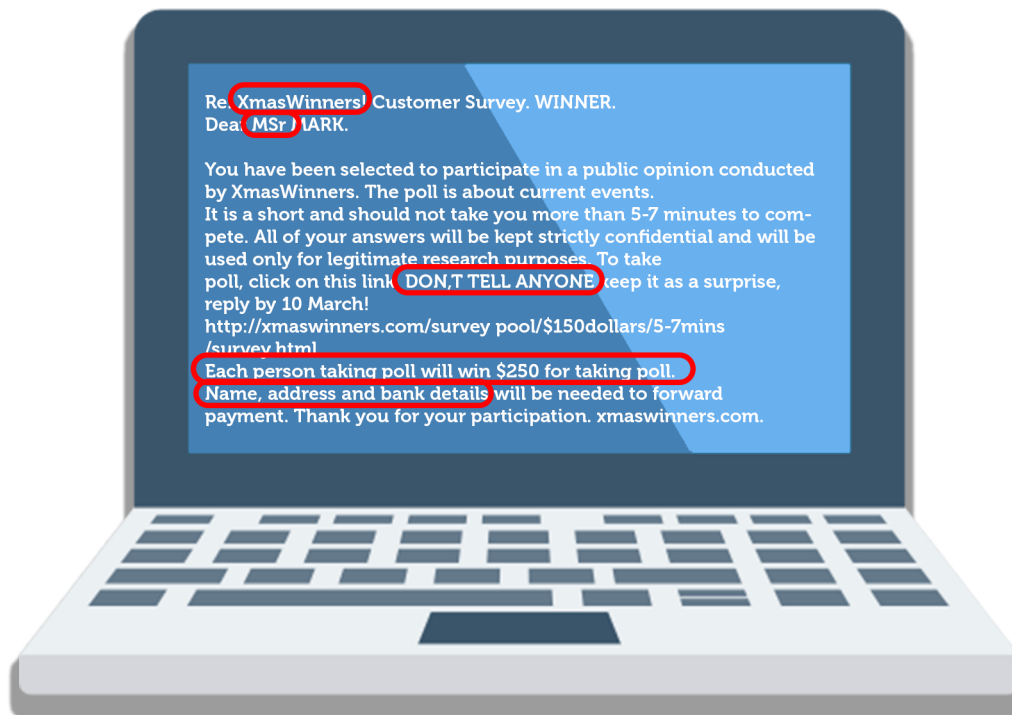 Re. XmasWinners! Customer Survey. WINNER.
Dear MSr MARK.
You have been selected to participate in a public opinion conducted
by XmasWinners. The poll is about current events.
It is a short and should not take you more than 5-7 minutes to com-
pete. All of your answers will be kept strictly confidential and will be
used only for legitimate research purposes. To take
poll, click on this link. DON,T TELL ANYONE keep it as a surprise,
reply by 10 March!
http://xmaswinners.com/survey pool/$150dollars/5-7mins
/survey.html
Each person taking poll will win $250 for taking poll.
Name, address and bank details will be needed to forward
payment. Thank you for your participation. xmaswinners.com.